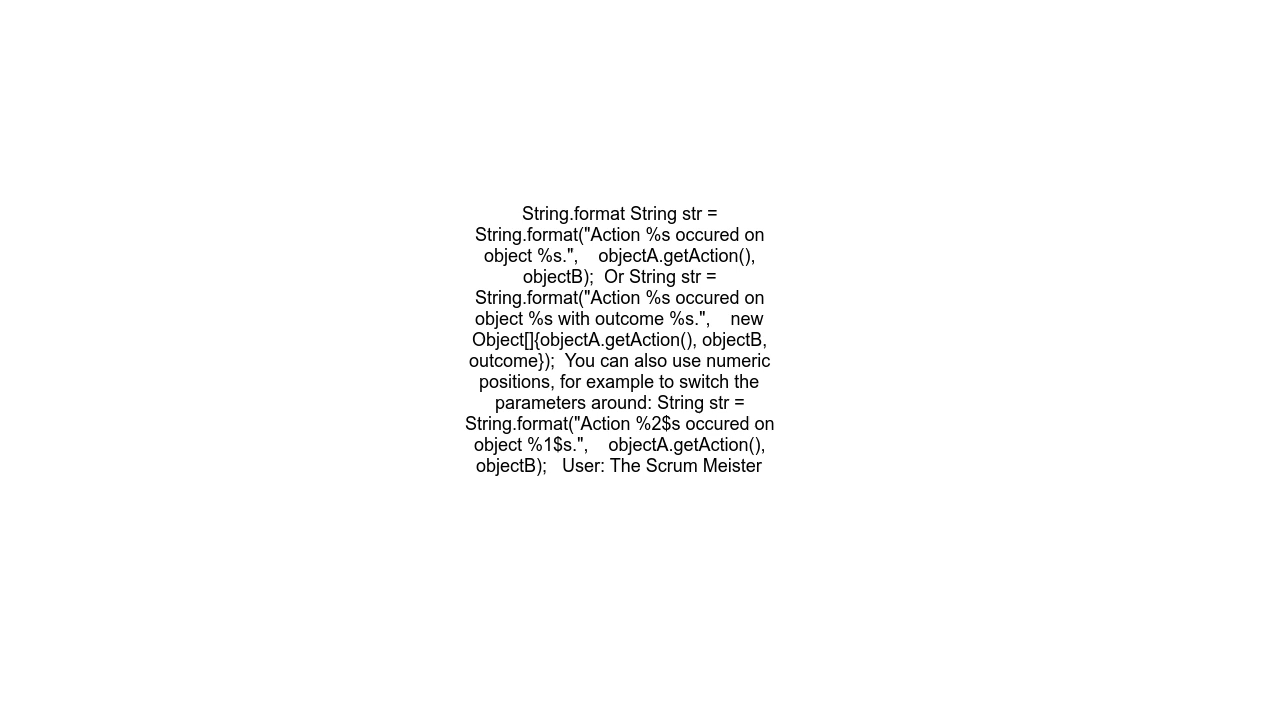 String.format String str =
String.format("Action %s occured on
object %s.",    objectA.getAction(),
objectB);  Or String str =
String.format("Action %s occured on
object %s with outcome %s.",    new
Object[]{objectA.getAction(), objectB,
outcome});  You can also use numeric
positions, for example to switch the
parameters around: String str =
String.format("Action %2$s occured on
object %1$s.",    objectA.getAction(),
objectB);   User: The Scrum Meister